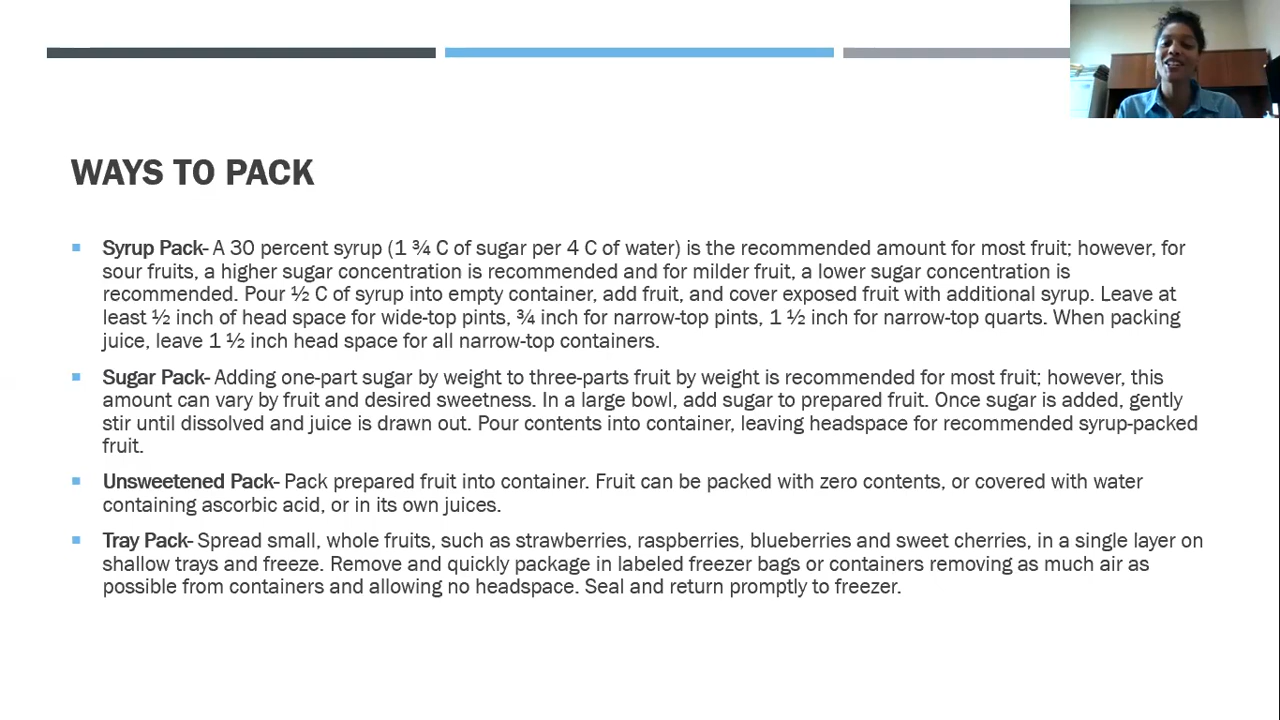 WAYS TO PACK
Syrup Pack- A 30 percent syrup (1 ¾ C of sugar per 4 C of water) is the recommended amount for most fruit; however, for
sour fruits, a higher sugar concentration is recommended and for milder fruit, a lower sugar concentration is
recommended. Pour ½ C of syrup into empty container, add fruit, and cover exposed fruit with additional syrup. Leave at
least ½ inch of head space for wide-top pints, ¾ inch for narrow-top pints, 1 ½ inch for narrow-top quarts. When packing
juice, leave 1 ½ inch head space for all narrow-top containers.
Sugar Pack- Adding one-part sugar by weight to three-parts fruit by weight is recommended for most fruit; however, this
amount can vary by fruit and desired sweetness. In a large bowl, add sugar to prepared fruit. Once sugar is added, gently
stir until dissolved and juice is drawn out. Pour contents into container, leaving headspace for recommended syrup-packed
fruit.
Unsweetened Pack- Pack prepared fruit into container. Fruit can be packed with zero contents, or covered with water
containing ascorbic acid, or in its own juices.
Tray Pack- Spread small, whole fruits, such as strawberries, raspberries, blueberries and sweet cherries, in a single layer on
shallow trays and freeze. Remove and quickly package in labeled freezer bags or containers removing as much air as
possible from containers and allowing no headspace. Seal and return promptly to freezer.